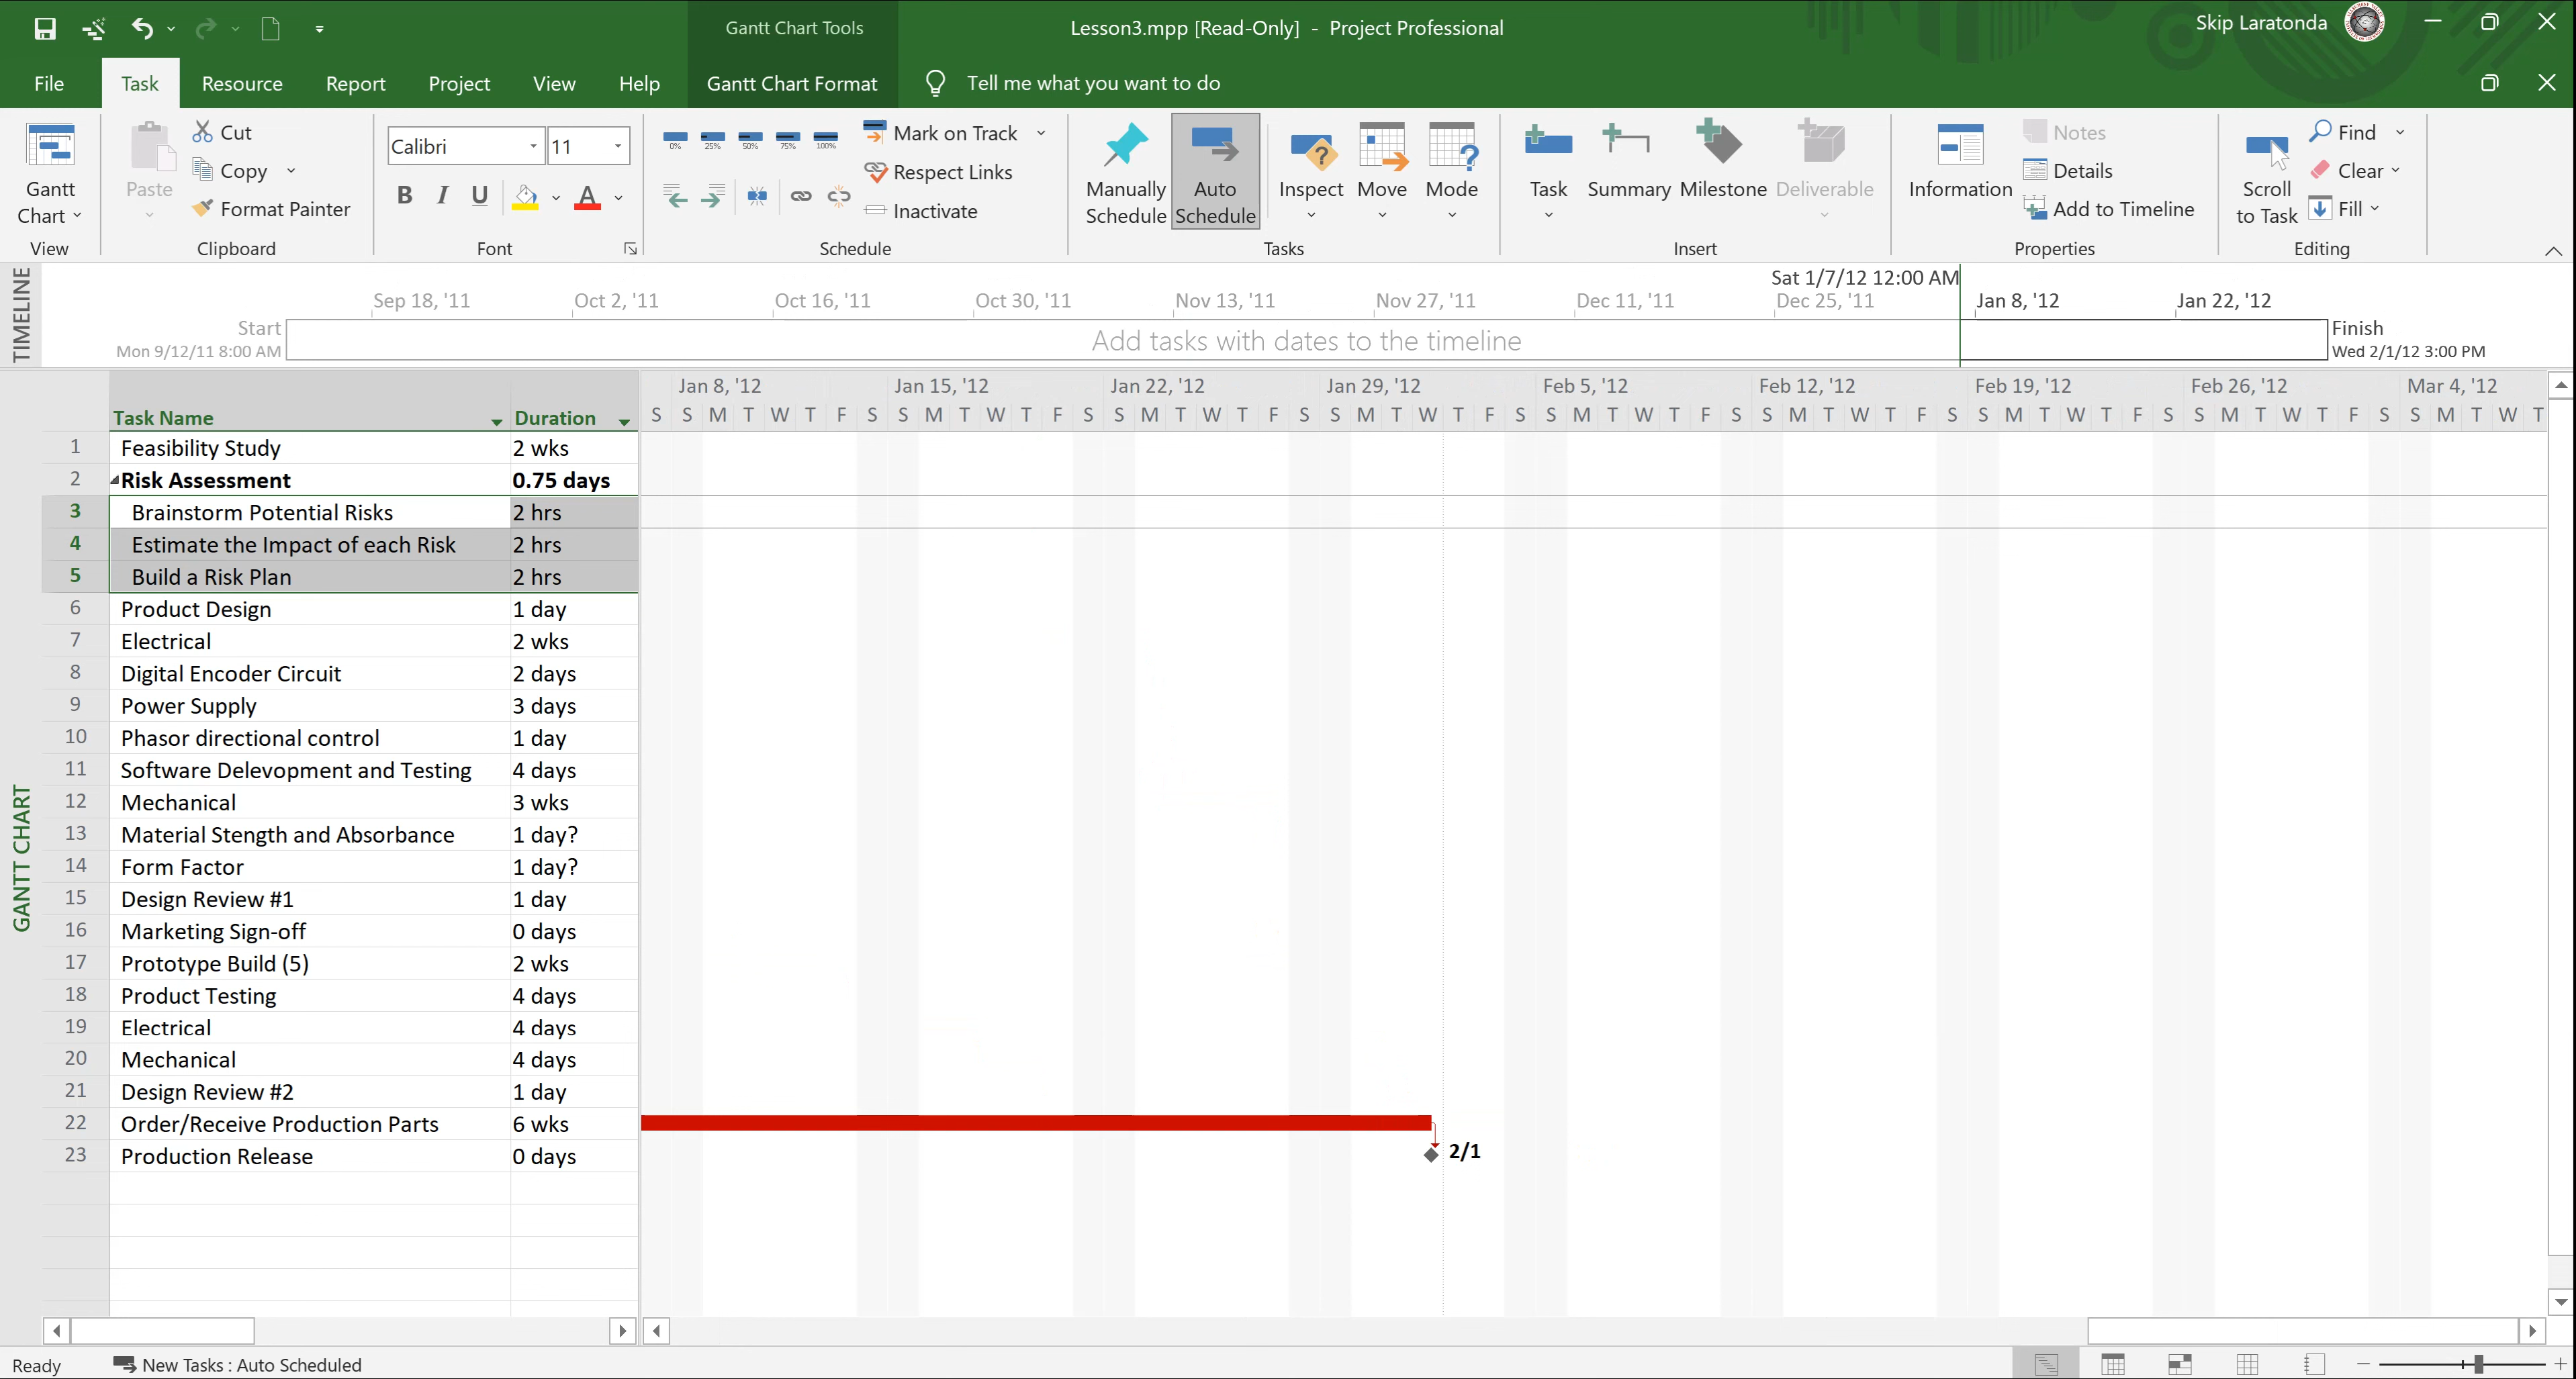 Gantt Chart Tools
Lesson3.mpp [Read-Only] - Project Professional
Skip Laratonda
File Task Resource Report Project View Help Gantt Chart Format Tell me what you want to do
Gantt Chart
View
Paste
Cut
Copy
Format Painter
Clipboard
Calibri 11
B I U A
Font
0% 25% 50% 75% 100%
Mark on Track
Respect Links
Inactivate
Schedule
Manually Schedule
Auto Schedule
Inspect
Move
Mode
Tasks
Task
Summary
Milestone
Deliverable
Insert
Information
Notes
Details
Add to Timeline
Properties
Scroll to Task
Find
Clear
Fill
Editing
TIMELINE
Sat 1/7/12 12:00 AM
Sep 18, '11 Oct 2, '11 Oct 16, '11 Oct 30, '11 Nov 13, '11 Nov 27, '11 Dec 11, '11 Dec 25, '11 Jan 8, '12 Jan 22, '12
Start
Mon 9/12/11 8:00 AM
Add tasks with dates to the timeline
Finish
Wed 2/1/12 3:00 PM
GANTT CHART
Jan 8, '12 Jan 15, '12 Jan 22, '12 Jan 29, '12 Feb 5, '12 Feb 12, '12 Feb 19, '12 Feb 26, '12 Mar 4, '12
Task Name Duration
S S M T W T F S S M T W T F S S M T W T F S S M T W T F S S M T W T F S S M T W T F S S M T W T F S S M T W T F S S M T W T
1 Feasibility Study 2 wks
2 Risk Assessment 0.75 days
3 Brainstorm Potential Risks 2 hrs
4 Estimate the Impact of each Risk 2 hrs
5 Build a Risk Plan 2 hrs
6 Product Design 1 day
7 Electrical 2 wks
8 Digital Encoder Circuit 2 days
9 Power Supply 3 days
10 Phasor directional control 1 day
11 Software Delevopment and Testing 4 days
12 Mechanical 3 wks
13 Material Stength and Absorbance 1 day?
14 Form Factor 1 day?
15 Design Review #1 1 day
16 Marketing Sign-off 0 days
17 Prototype Build (5) 2 wks
18 Product Testing 4 days
19 Electrical 4 days
20 Mechanical 4 days
21 Design Review #2 1 day
22 Order/Receive Production Parts 6 wks
23 Production Release 0 days
2/1
Ready New Tasks : Auto Scheduled